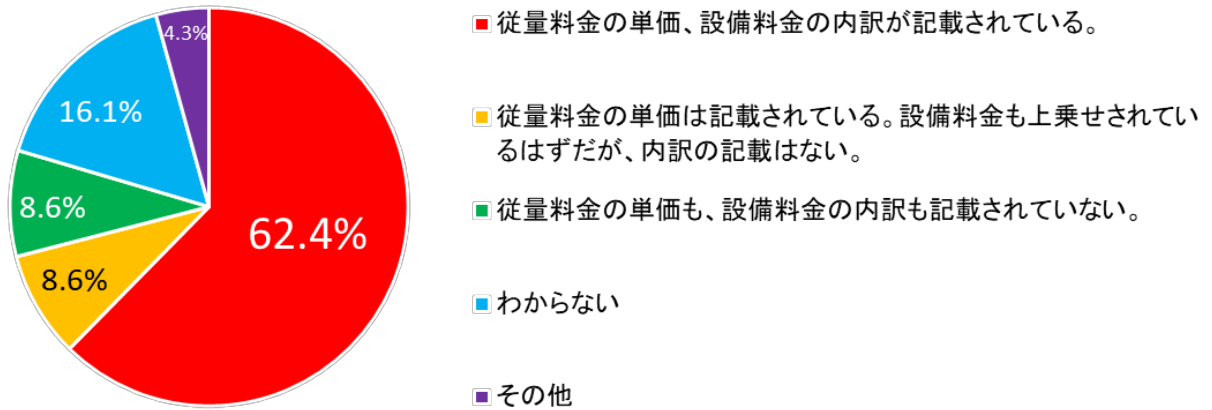 4.3%
従量料金の単価、設備料金の内訳が記載されている。
16.1%
従量料金の単価は記載されている。設備料金も上乗せされてい
るはずだが、内訳の記載はない。
8.6%
従量料金の単価も、設備料金の内訳も記載されていない。
62.4%
8.6%
わからない
その他